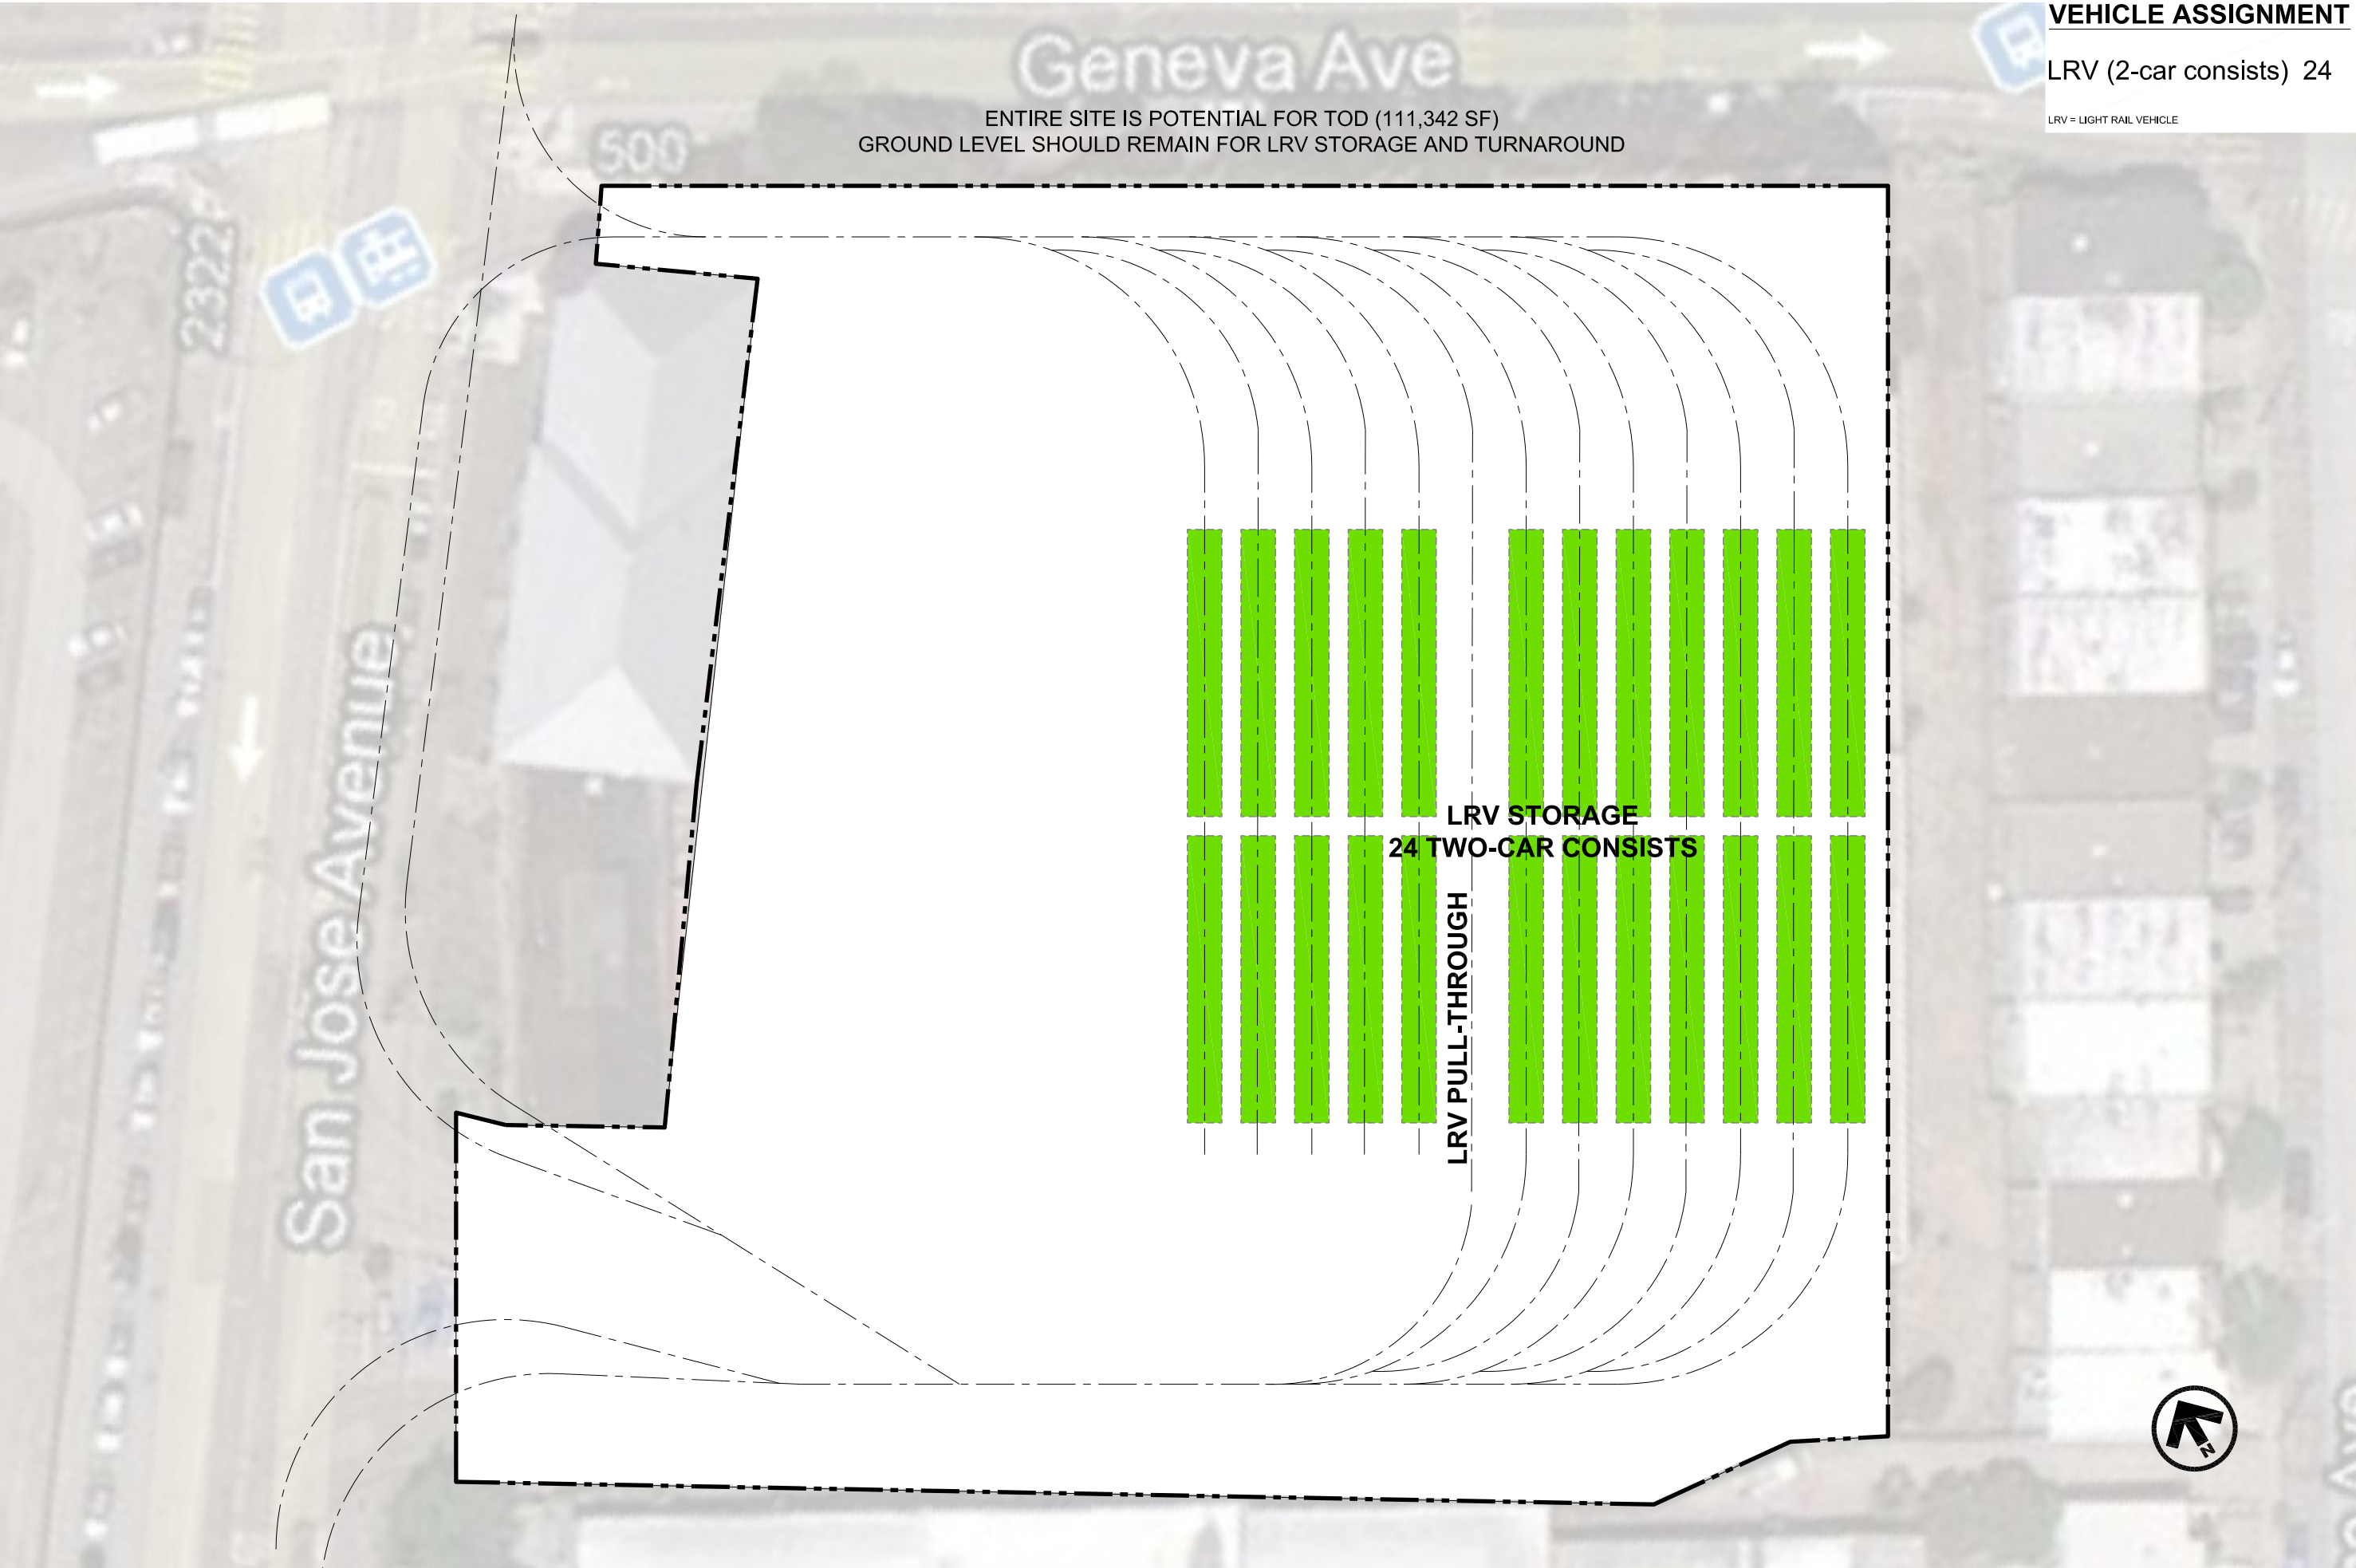 VEHICLE ASSIGNMENT
LRV (2-car consists) 24
LRV = LIGHT RAIL VEHICLE
Geneva Ave
ENTIRE SITE IS POTENTIAL FOR TOD (111,342 SF)
GROUND LEVEL SHOULD REMAIN FOR LRV STORAGE AND TURNAROUND
500
2322
San Jose Avenue
LRV STORAGE
24 TWO-CAR CONSISTS
LRV PULL-THROUGH
N